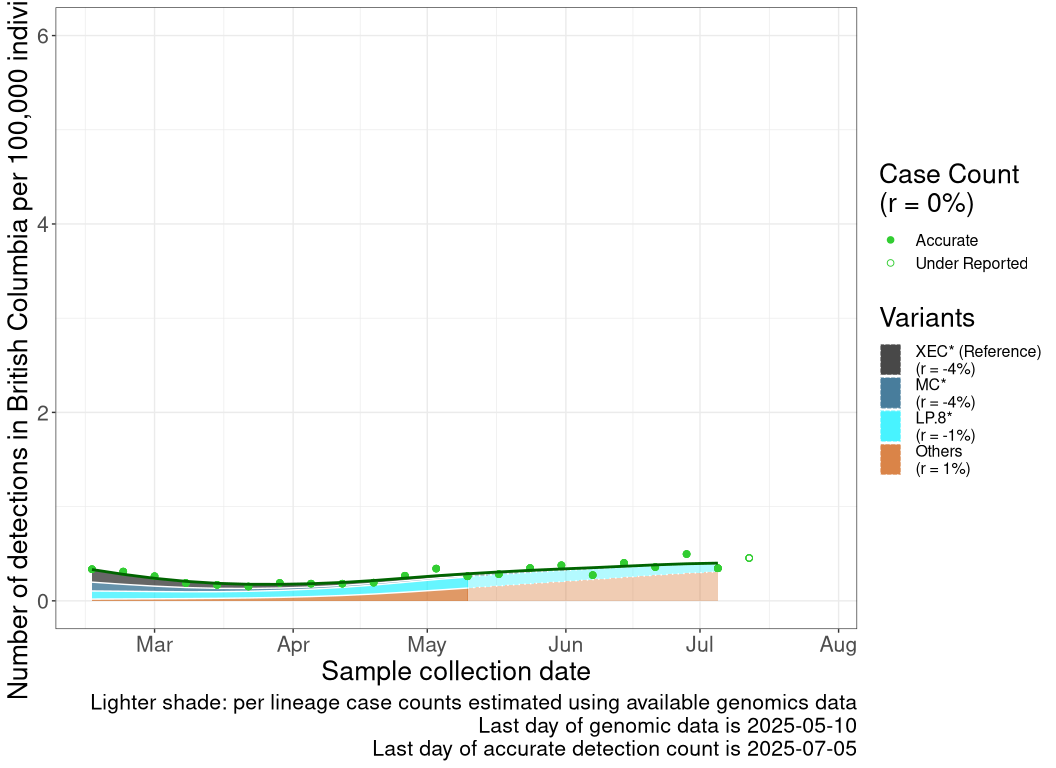 Number of detections in British Columbia per 100,000
6
4
2
0
Mar Apr May Jun Jul Aug
Sample collection date
Lighter shade: per lineage case counts estimated using available genomics data
Last day of genomic data is 2025-05-10
Last day of accurate detection count is 2025-07-05
Case Count
(r = 0%)
Accurate
Under Reported
Variants
XEC* (Reference)
(r = -4%)
MC*
(r = -4%)
LP.8*
(r = -1%)
Others
(r = 1%)